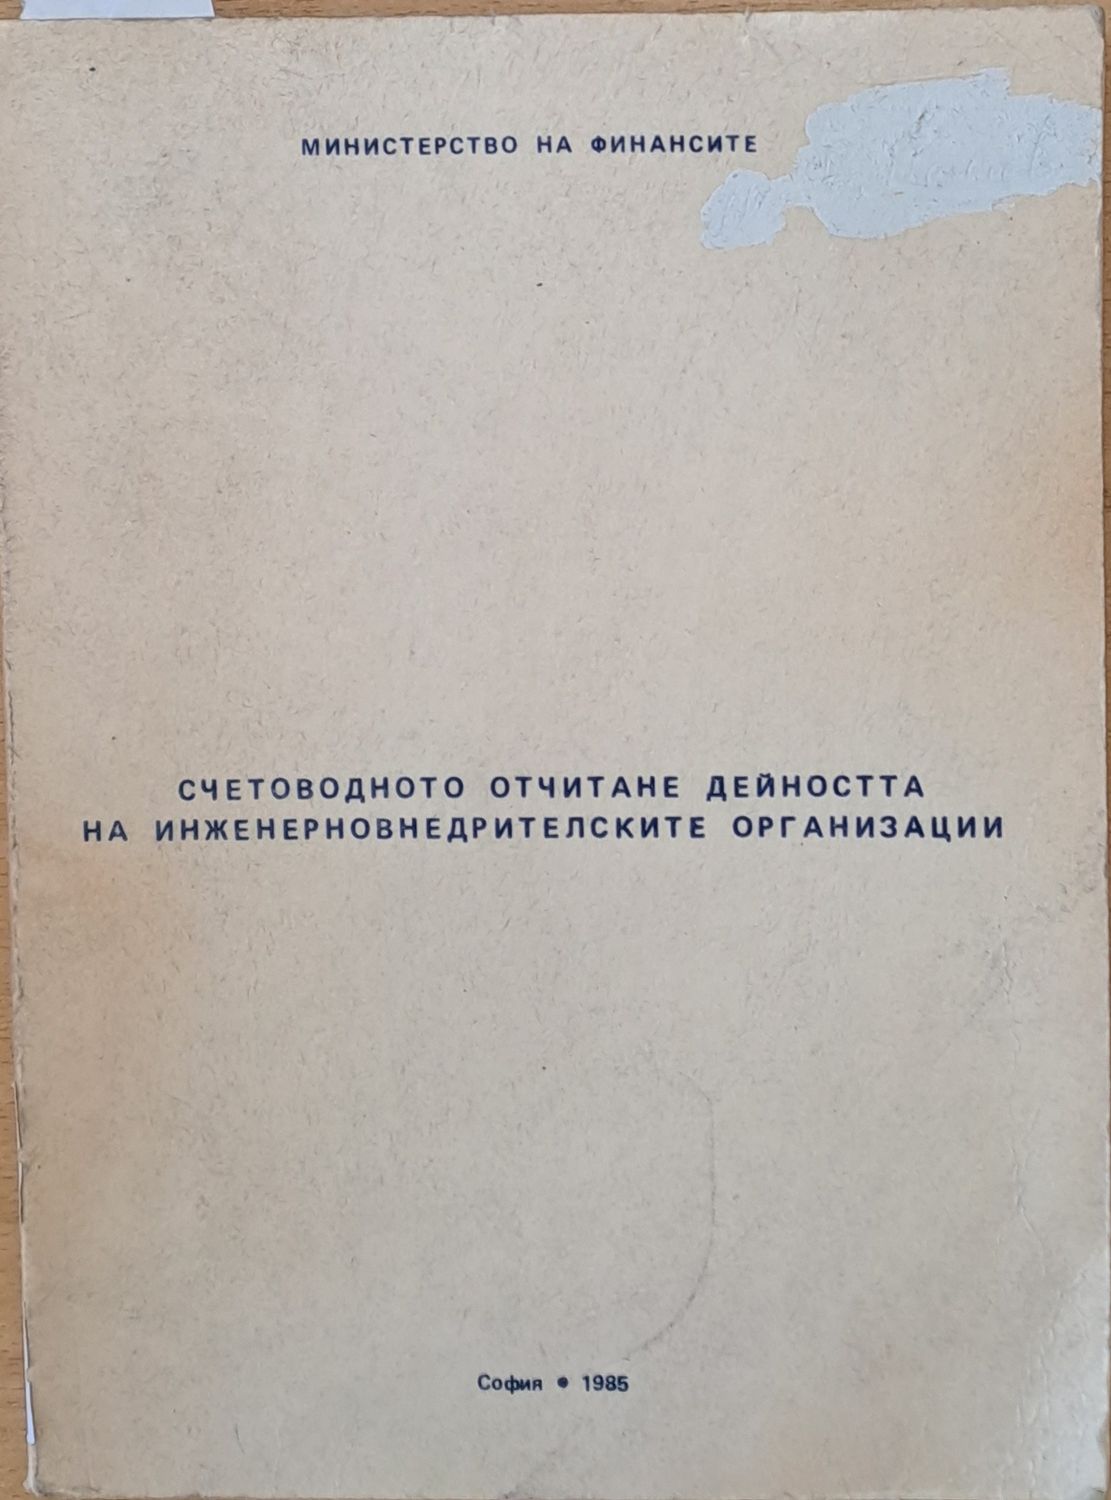 МИНИСТЕРСТВО НА ФИНАНСИТЕ
СЧЕТОВОДНОТО ОТЧИТАНЕ ДЕЙНОСТТА
НА ИНЖЕНЕРНОВНЕДРИТЕЛСКИТЕ ОРГАНИЗАЦИИ
София • 1985